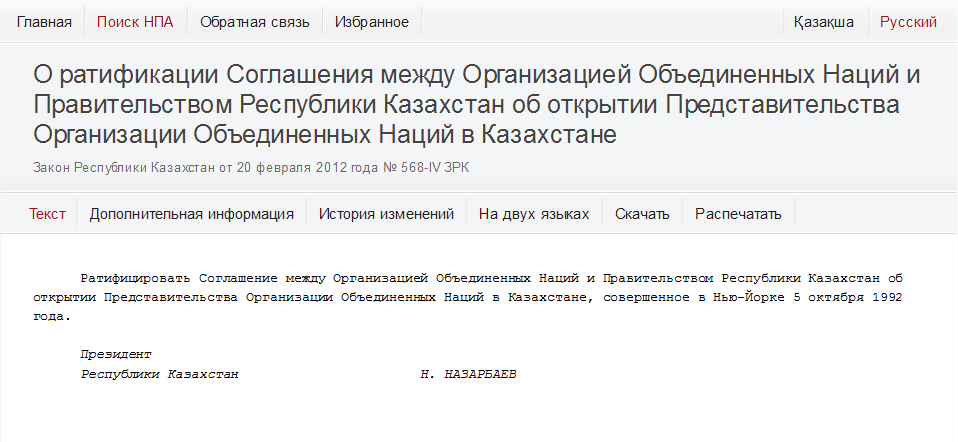 Главная Поиск НПА Обратная связь Избранное Қазақша Русский
О ратификации Соглашения между Организацией Объединенных Наций и
Правительством Республики Казахстан об открытии Представительства
Организации Объединенных Наций в Казахстане
Закон Республики Казахстан от 20 февраля 2012 года № 568-IV ЗРК
Текст Дополнительная информация История изменений На двух языках Скачать Распечатать
Ратифицировать Соглашение между Организацией Объединенных Наций и Правительством Республики Казахстан об
открытии Представительства Организации Объединенных Наций в Казахстане, совершенное в Нью-Йорке 5 октября 1992
года.
Президент
Республики Казахстан Н. НАЗАРБАЕВ